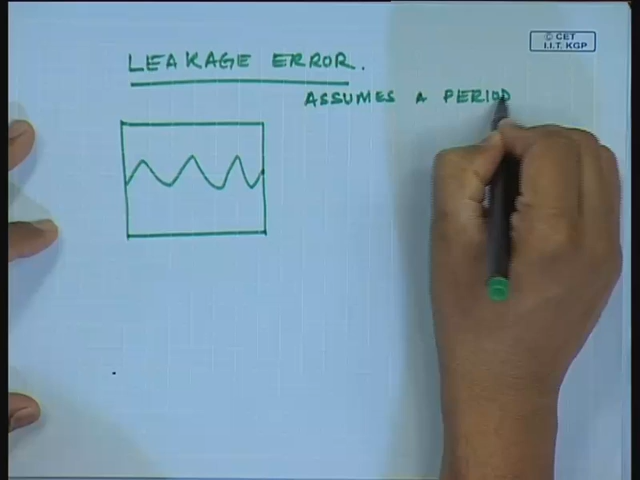 LEAKAGE ERROR.
© CET
I.I.T. KGP
ASSUMES A PERIOD